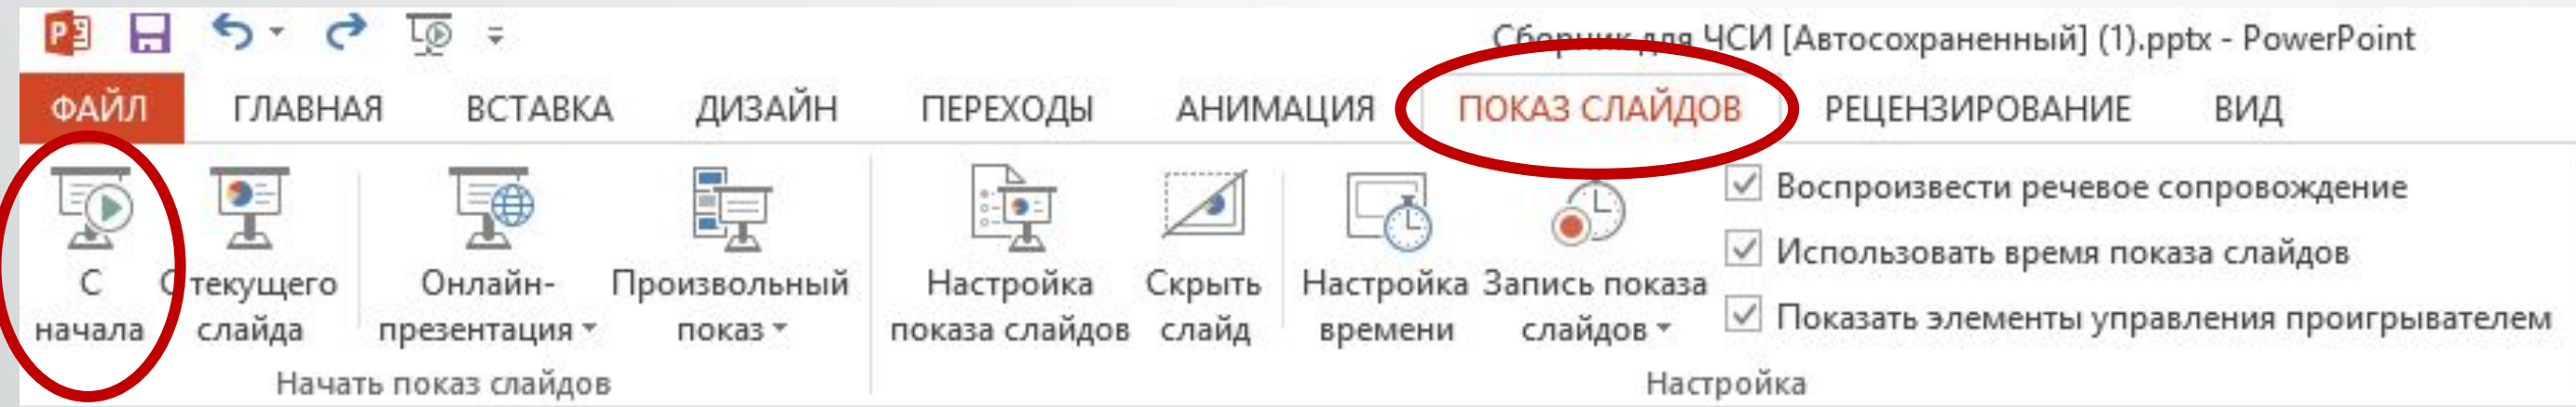 Сборник для ЧСИ [Автосохраненный] (1).pptx - PowerPoint
ФАЙЛ ГЛАВНАЯ ВСТАВКА ДИЗАЙН ПЕРЕХОДЫ АНИМАЦИЯ ПОКАЗ СЛАЙДОВ РЕЦЕНЗИРОВАНИЕ ВИД
С
начала
С текущего
слайда
Онлайн-
презентация
Произвольный
показ
Начать показ слайдов
Настройка
показа слайдов
Скрыть
слайд
Настройка
времени
Запись показа
слайдов
Воспроизвести речевое сопровождение
Использовать время показа слайдов
Показать элементы управления проигрывателем
Настройка